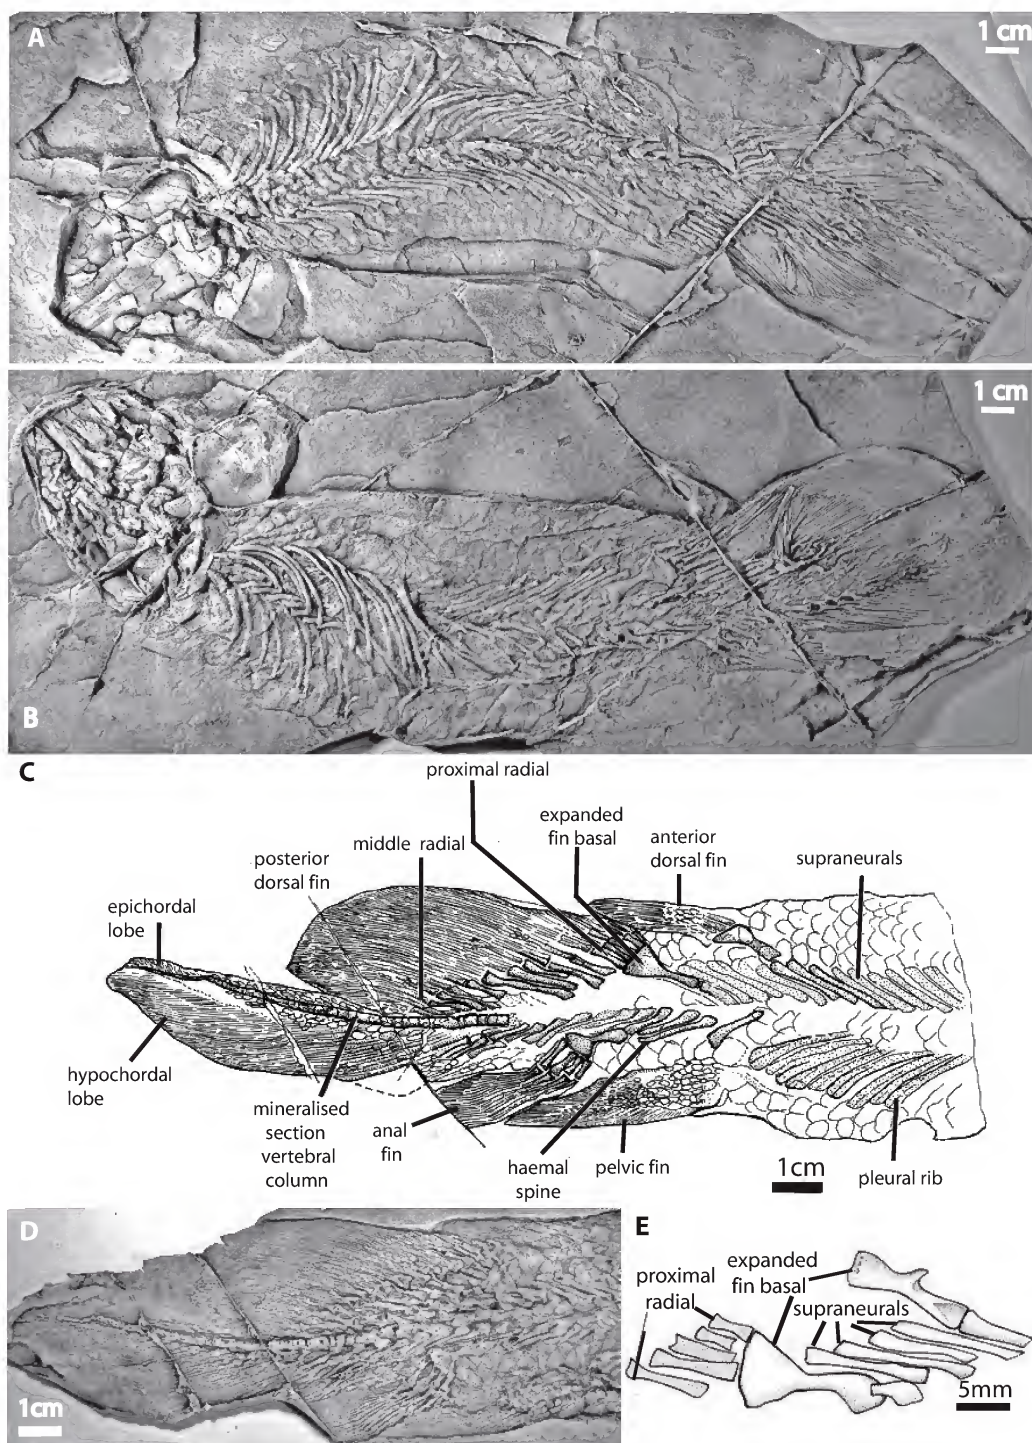 A
1 cm
B
1 cm
C
proximal radial
expanded
fin basal
anterior
dorsal fin
middle radial
posterior
dorsal fin
supraneurals
epichordal
lobe
hypochordal
lobe
mineralised
section
vertebral
column
anal
fin
haemal
spine
pelvic fin
1cm
pleural rib
D
1cm
E
expanded
fin basal
proximal
radial
supraneurals
5mm